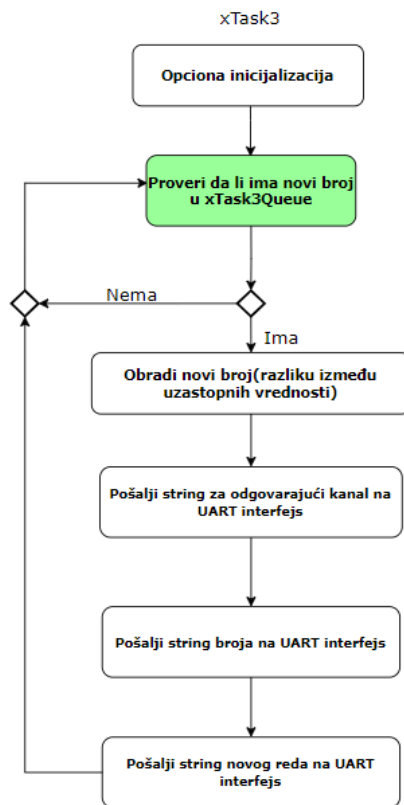 xTask3
Opciona inicijalizacija
Proveri da li ima novi broj
u xTask3Queue
Nema
Ima
Obradi novi broj(razliku između
uzastopnih vrednosti)
Pošalji string za odgovarajući kanal na
UART interfejs
Pošalji string broja na UART interfejs
Pošalji string novog reda na UART
interfejs